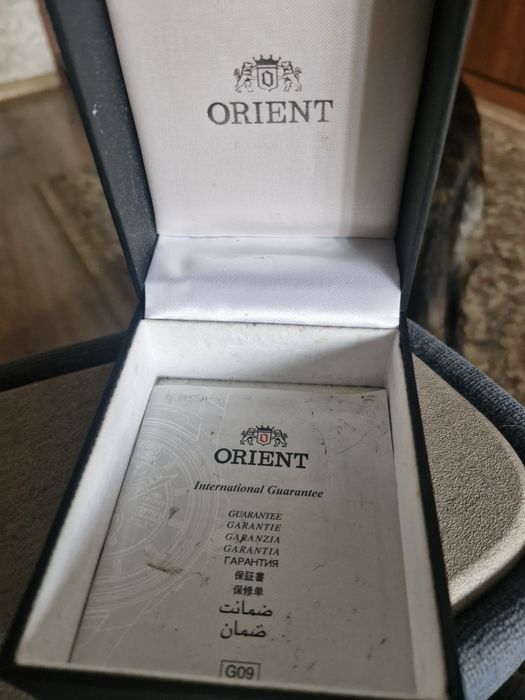 ORIENT
ORIENT
International Guarantee
GUARANTEE
GARANTIE
GARANZIA
GARANTIA
ГАРАНТИЯ
保証書
保修单
ضمانت
ضمان
G09